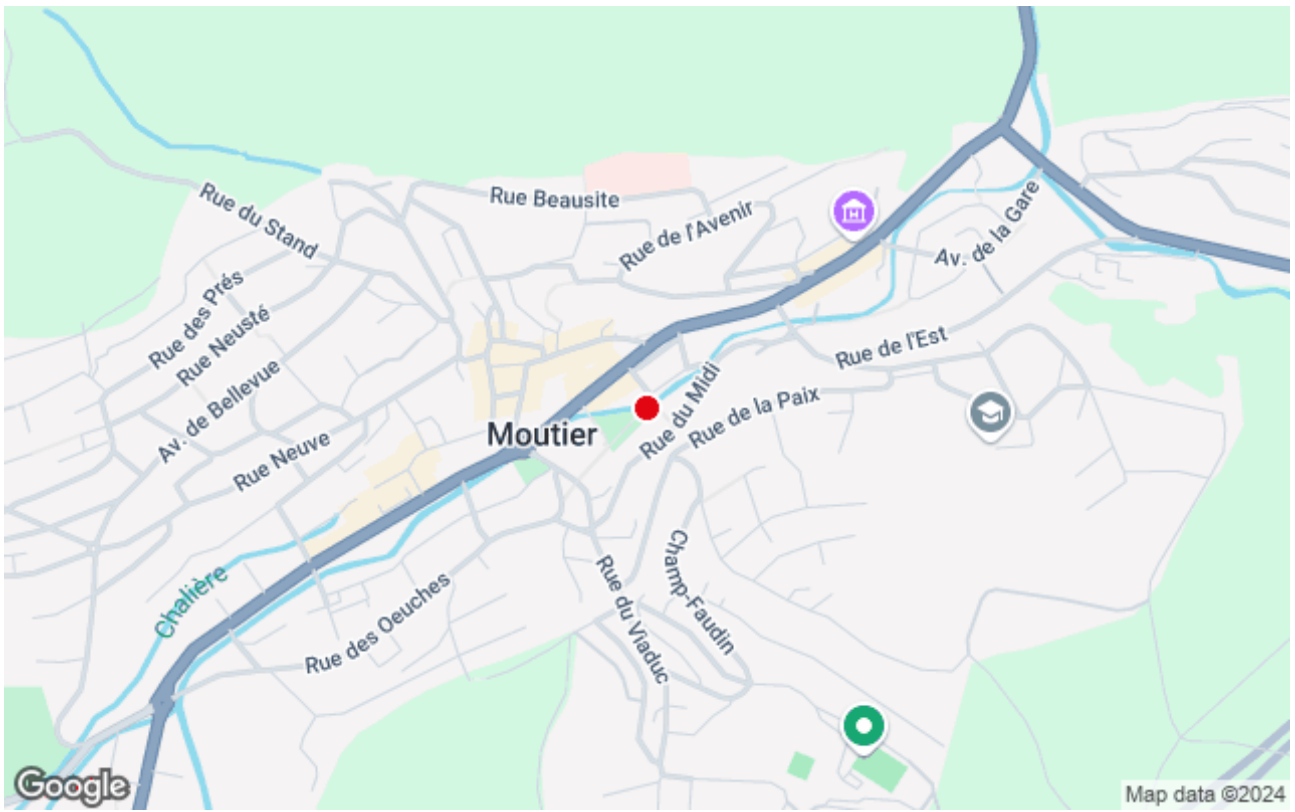 Rue Beausite
Rue du Stand
Rue de l'Avenir
Av. de la Gare
Rue des Prés
Rue Neusté
Av. de Bellevue
Rue de l'Est
Rue du Midi
Rue de la Paix
Moutier
Rue Neuve
Chalière
Rue des Oeuches
Rue du Viaduc
Champ-Faudin
Google
Map data ©2024